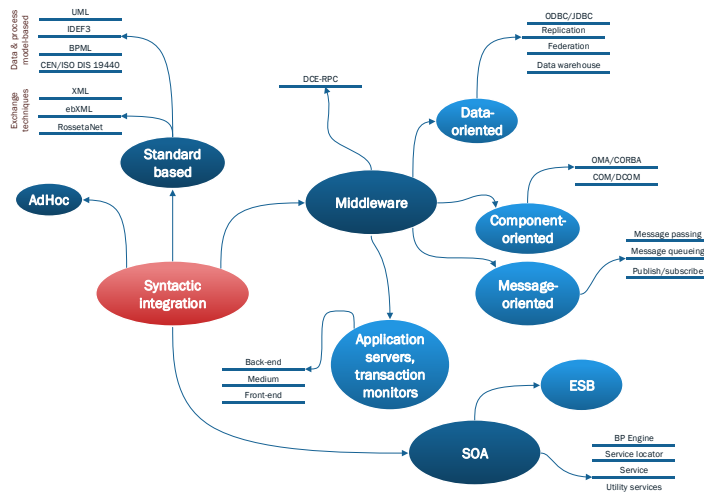 Data & process
model-based
UML
IDEF3
BPML
CEN/ISO DIS 19440
Exchange
techniques
XML
ebXML
RossetaNet
Standard
based
AdHoc
Syntactic
integration
DCE-RPC
Middleware
ODBC/JDBC
Replication
Federation
Data warehouse
Data-
oriented
OMA/CORBA
COM/DCOM
Component-
oriented
Message passing
Message queueing
Publish/subscribe
Message-
oriented
Application
servers,
transaction
monitors
Back-end
Medium
Front-end
ESB
SOA
BP Engine
Service locator
Service
Utility services